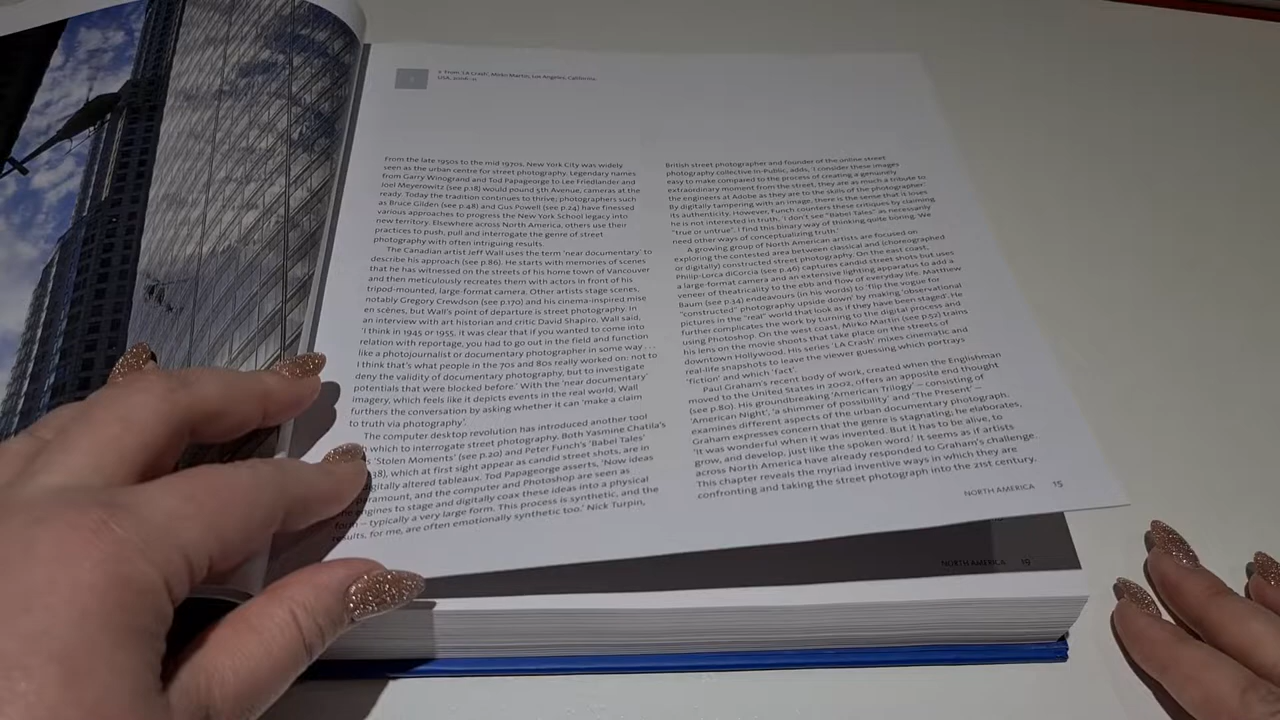 From 'LA Crash', Mirko Martin, Los Angeles, California,
USA, 2006–11
From the late 1950s to the mid 1970s, New York City was widely
seen as the urban centre for street photography. Legendary names
from Garry Winogrand and Tod Papageorge to Lee Friedlander and
Joel Meyerowitz (see p.18) would pound 5th Avenue, cameras at the
ready. Today the tradition continues to thrive; photographers such
as Bruce Gilden (see p.48) and Gus Powell (see p.24) have finessed
various approaches to progress the New York School legacy into
new territory. Elsewhere across North America, others use their
practices to push, pull and interrogate the genre of street
photography with often intriguing results.
The Canadian artist Jeff Wall uses the term 'near documentary' to
describe his approach (see p.86). He starts with memories of scenes
that he has witnessed on the streets of his home town of Vancouver
and then meticulously recreates them with actors in front of his
tripod-mounted, large-format camera. Other artists stage scenes,
notably Gregory Crewdson (see p.170) and his cinema-inspired mise
en scènes, but Wall's point of departure is street photography. In
an interview with art historian and critic David Shapiro, Wall said,
'I think in 1945 or 1955, it was clear that if you wanted to come into
relation with reportage, you had to go out in the field and function
like a photojournalist or documentary photographer in some way . . .
I think that's what people in the 70s and 80s really worked on: not to
deny the validity of documentary photography, but to investigate
potentials that were blocked before.' With the 'near documentary'
imagery, which feels like it depicts events in the real world, Wall
furthers the conversation by asking whether it can 'make a claim
to truth via photography'.
The computer desktop revolution has introduced another tool
which to interrogate street photography. Both Yasmine Chatila's
'Stolen Moments' (see p.20) and Peter Funch's 'Babel Tales'
38), which at first sight appear as candid street shots, are in
digitally altered tableaux. Tod Papageorge asserts, 'Now ideas
paramount, and the computer and Photoshop are seen as
engines to stage and digitally coax these ideas into a physical
form – typically a very large form. This process is synthetic, and the
results, for me, are often emotionally synthetic too.' Nick Turpin,
British street photographer and founder of the online street
photography collective In-Public, adds, 'I consider these images
easy to make compared to the process of creating a genuinely
extraordinary moment from the street, they are as much a tribute to
the engineers at Adobe as they are to the skills of the photographer.'
By digitally tampering with an image, there is the sense that it loses
its authenticity. However, Funch counters these critiques by claiming
he is not interested in truth, 'I don't see "Babel Tales" as necessarily
"true or untrue". I find this binary way of thinking quite boring. We
need other ways of conceptualizing truth.'
A growing group of North American artists are focused on
exploring the contested area between classical and (choreographed
or digitally) constructed street photography. On the east coast,
Philip-Lorca diCorcia (see p.46) captures candid street shots but uses
a large-format camera and an extensive lighting apparatus to add a
veneer of theatricality to the ebb and flow of everyday life. Matthew
Baum (see p.34) endeavours (in his words) to 'flip the vogue for
"constructed" photography upside down' by making 'observational
pictures in the "real" world that look as if they have been staged'. He
further complicates the work by turning to the digital process and
using Photoshop. On the west coast, Mirko Martin (see p.52) trains
his lens on the movie shoots that take place on the streets of
downtown Hollywood. His series 'LA Crash' mixes cinematic and
real-life snapshots to leave the viewer guessing which portrays
'fiction' and which 'fact'.
Paul Graham's recent body of work, created when the Englishman
moved to the United States in 2002, offers an apposite end thought
(see p.80). His groundbreaking 'American Trilogy' – consisting of
'American Night', 'a shimmer of possibility' and 'The Present' –
examines different aspects of the urban documentary photograph.
Graham expresses concern that the genre is stagnating; he elaborates,
'It was wonderful when it was invented. But it has to be alive, to
grow, and develop, just like the spoken word.' It seems as if artists
across North America have already responded to Graham's challenge.
This chapter reveals the myriad inventive ways in which they are
confronting and taking the street photograph into the 21st century.
NORTH AMERICA 15
NORTH AMERICA 19